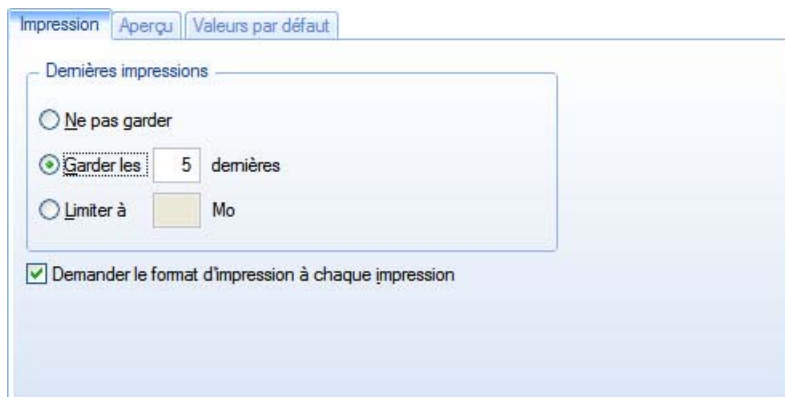 Impression Aperçu Valeurs par défaut
Dernières impressions
Ne pas garder
Garder les 5 dernières
Limiter à Mo
Demander le format d'impression à chaque impression